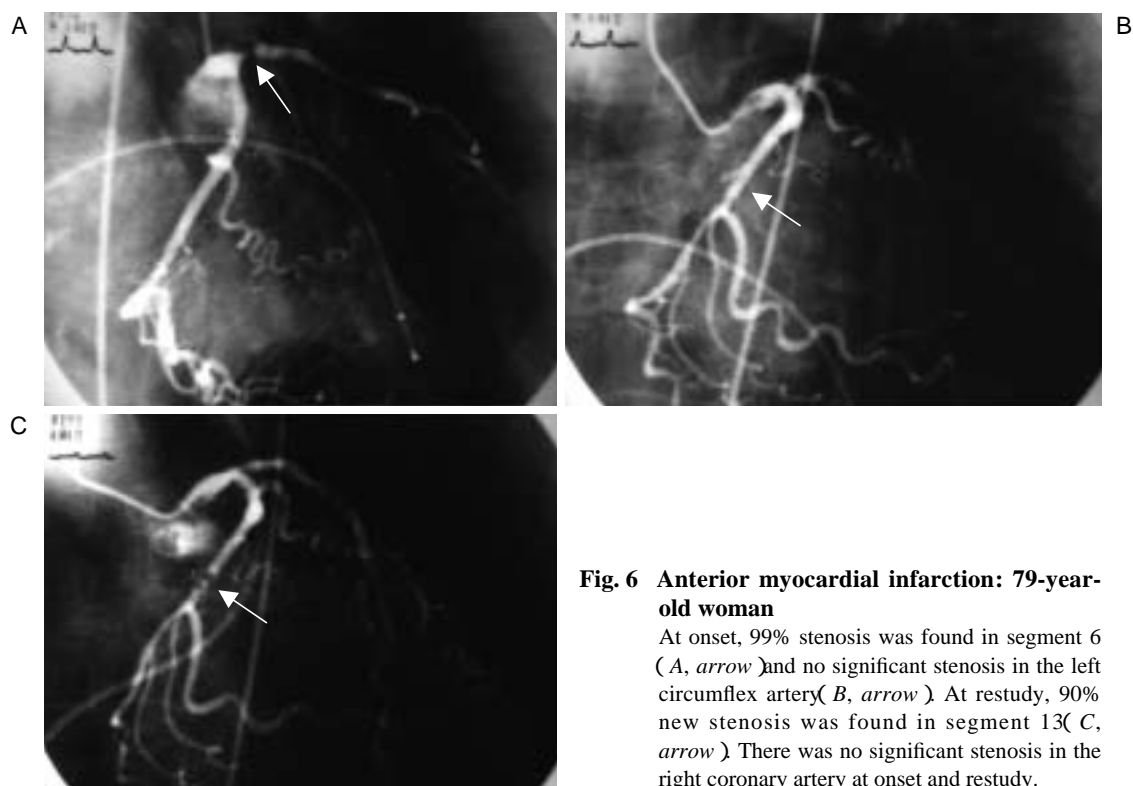 A
B
C
Fig. 6 Anterior myocardial infarction: 79-year-
old woman
At onset, 99% stenosis was found in segment 6
( A, arrow )and no significant stenosis in the left
circumflex artery( B, arrow ). At restudy, 90%
new stenosis was found in segment 13( C,
arrow ). There was no significant stenosis in the
right coronary artery at onset and restudy.